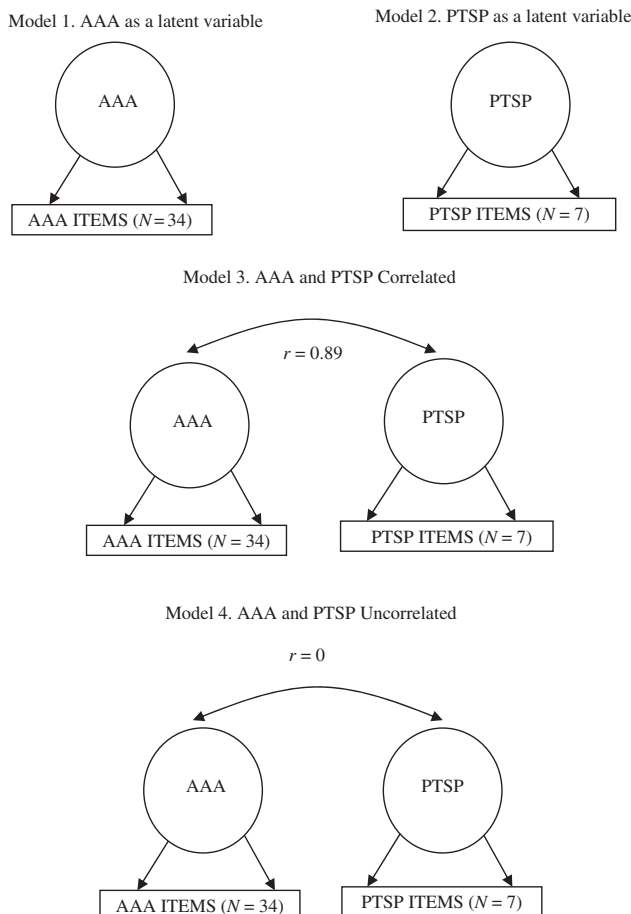 Model 1. AAA as a latent variable
Model 2. PTSP as a latent variable
AAA
PTSP
AAA ITEMS (N = 34)
PTSP ITEMS (N = 7)
Model 3. AAA and PTSP Correlated
r = 0.89
AAA
PTSP
AAA ITEMS (N = 34)
PTSP ITEMS (N = 7)
Model 4. AAA and PTSP Uncorrelated
r = 0
AAA
PTSP
AAA ITEMS (N = 34)
PTSP ITEMS (N = 7)